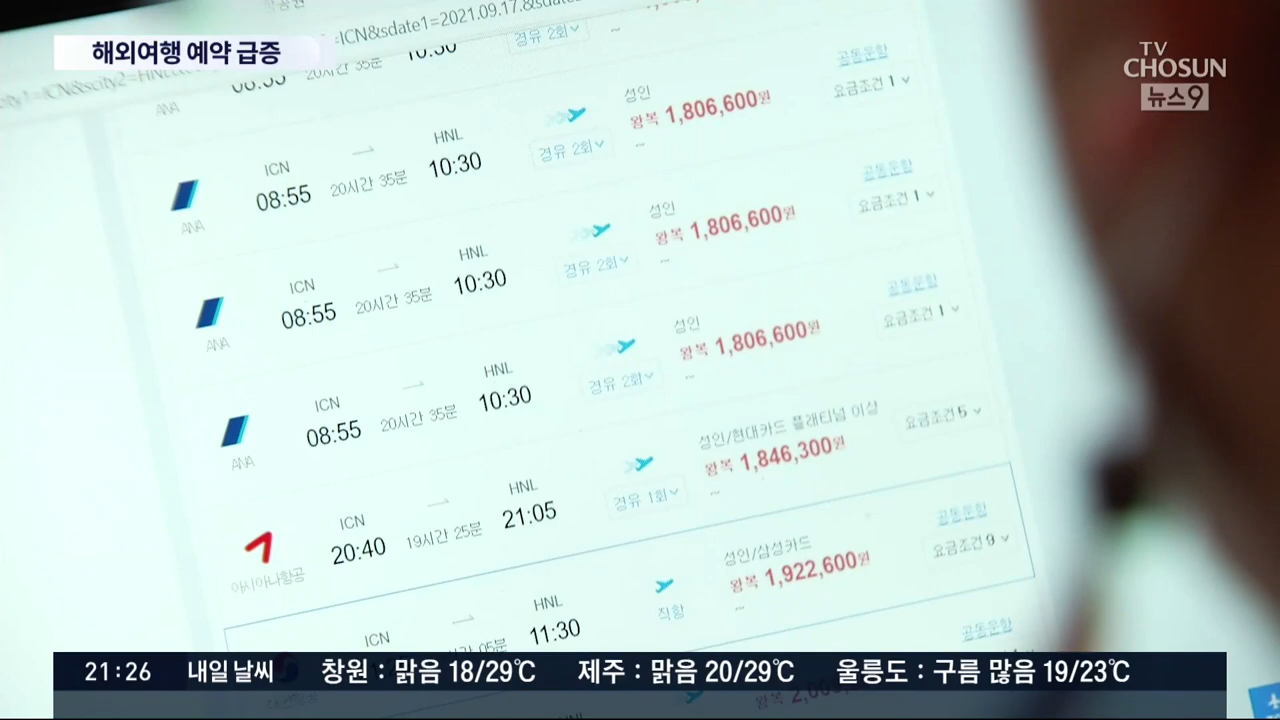 해외여행 예약 급증
TV
CHOSUN
뉴스9
=ICN&sdate1=2021.09.17.&sdate
ANA
20시간 35분
10:30
경유 2회
공동운항
요금조건 1
ANA
ICN
08:55
20시간 35분
HNL
10:30
경유 2회
성인
왕복 1,806,600원
~
공동운항
요금조건 1
ANA
ICN
08:55
20시간 35분
HNL
10:30
경유 2회
성인
왕복 1,806,600원
~
공동운항
요금조건 1
ANA
ICN
08:55
20시간 35분
HNL
10:30
경유 2회
성인
왕복 1,806,600원
~
아시아나항공
ICN
20:40
19시간 25분
HNL
21:05
경유 1회
성인/현대카드 플래티넘 이상
왕복 1,846,300원
~
요금조건 5
ICN
HNL
11:30
직항
성인/삼성카드
왕복 1,922,600원
~
공동운항
요금조건 9
공동운항
21:26 내일 날씨 창원 : 맑음 18/29℃ 제주 : 맑음 20/29℃ 울릉도 : 구름 많음 19/23℃